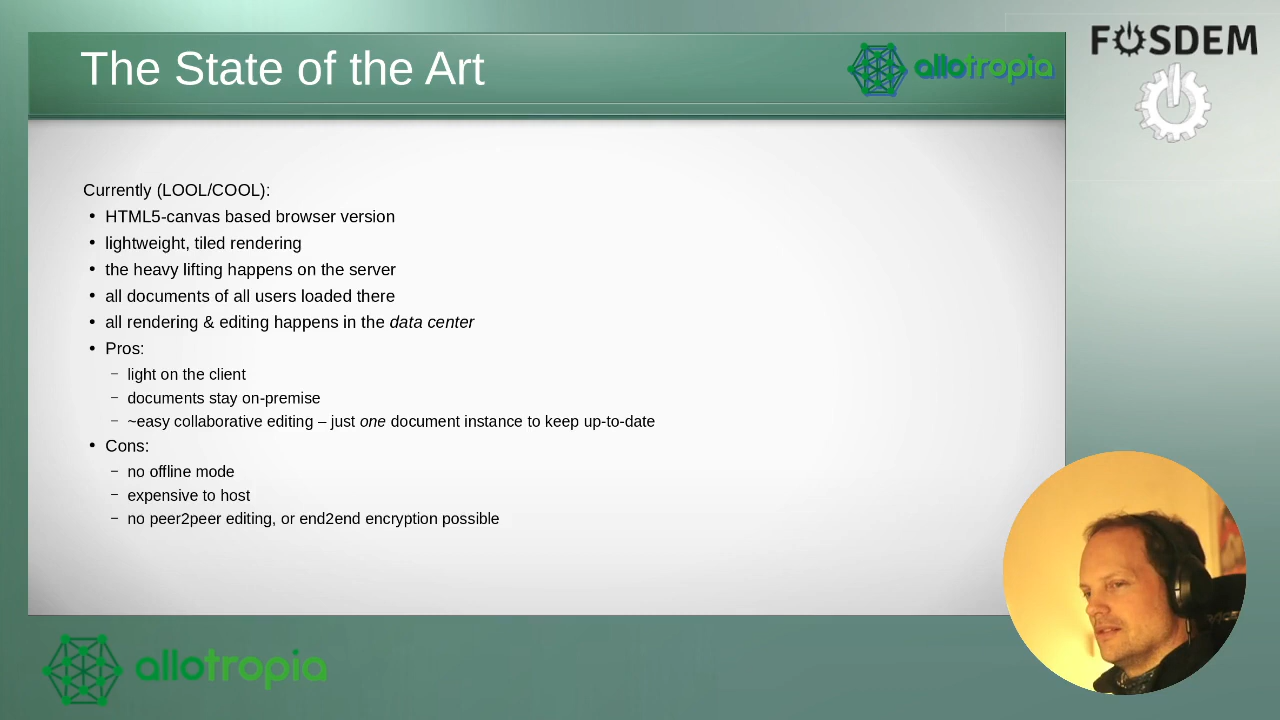 The State of the Art
allotropia
FOSDEM
Currently (LOOL/COOL):
• HTML5-canvas based browser version
• lightweight, tiled rendering
• the heavy lifting happens on the server
• all documents of all users loaded there
• all rendering & editing happens in the data center
• Pros:
– light on the client
– documents stay on-premise
– ~easy collaborative editing – just one document instance to keep up-to-date
• Cons:
– no offline mode
– expensive to host
– no peer2peer editing, or end2end encryption possible
allotropia